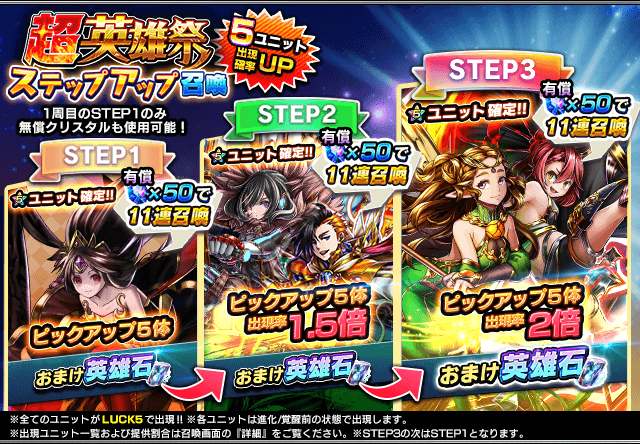 超英雄祭
5ユニット
出現
確率UP
ステップアップ召喚
1周目のSTEP1のみ
無償クリスタルも使用可能！
STEP1
ユニット確定!!
有償
×50で
11連召喚
ピックアップ5体
おまけ英雄石
STEP2
ユニット確定!!
有償
×50で
11連召喚
ピックアップ5体
出現率1.5倍
おまけ英雄石
STEP3
ユニット確定!!
有償
×50で
11連召喚
ピックアップ5体
出現率2倍
おまけ英雄石
※全てのユニットがLUCK5で出現!! ※各ユニットは進化/覚醒前の状態で出現します。
※出現ユニット一覧および提供割合は召喚画面の『詳細』をご覧ください。※STEP3の次はSTEP1となります。